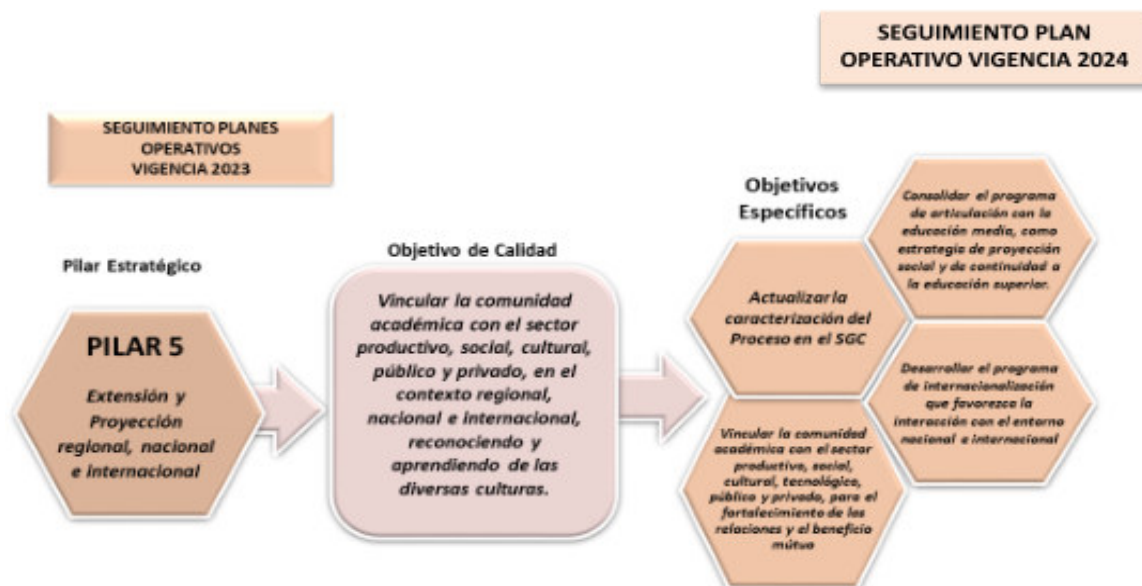 SEGUIMIENTO PLAN
OPERATIVO VIGENCIA 2024
SEGUIMIENTO PLANES
OPERATIVOS
VIGENCIA 2023
Pilar Estratégico
PILAR 5
Extensión y
Proyección
regional, nacional
e internacional
Objetivo de Calidad
Vincular la comunidad
académica con el sector
productivo, social, cultural,
público y privado, en el
contexto regional,
nacional e internacional,
reconociendo y
aprendiendo de las
diversas culturas.
Objetivos
Específicos
Actualizar la
caracterización del
Proceso en el SGC
Consolidar el programa
de articulación con la
educación media, como
estrategia de proyección
social y de continuidad a
la educación superior.
Desarrollar el programa
de internacionalización
que favorezca la
interacción con el entorno
nacional e internacional
Vincular la comunidad
académica con el sector
productivo, social,
cultural, tecnológico,
público y privado, para el
fortalecimiento de las
relaciones y el beneficio
mútuo